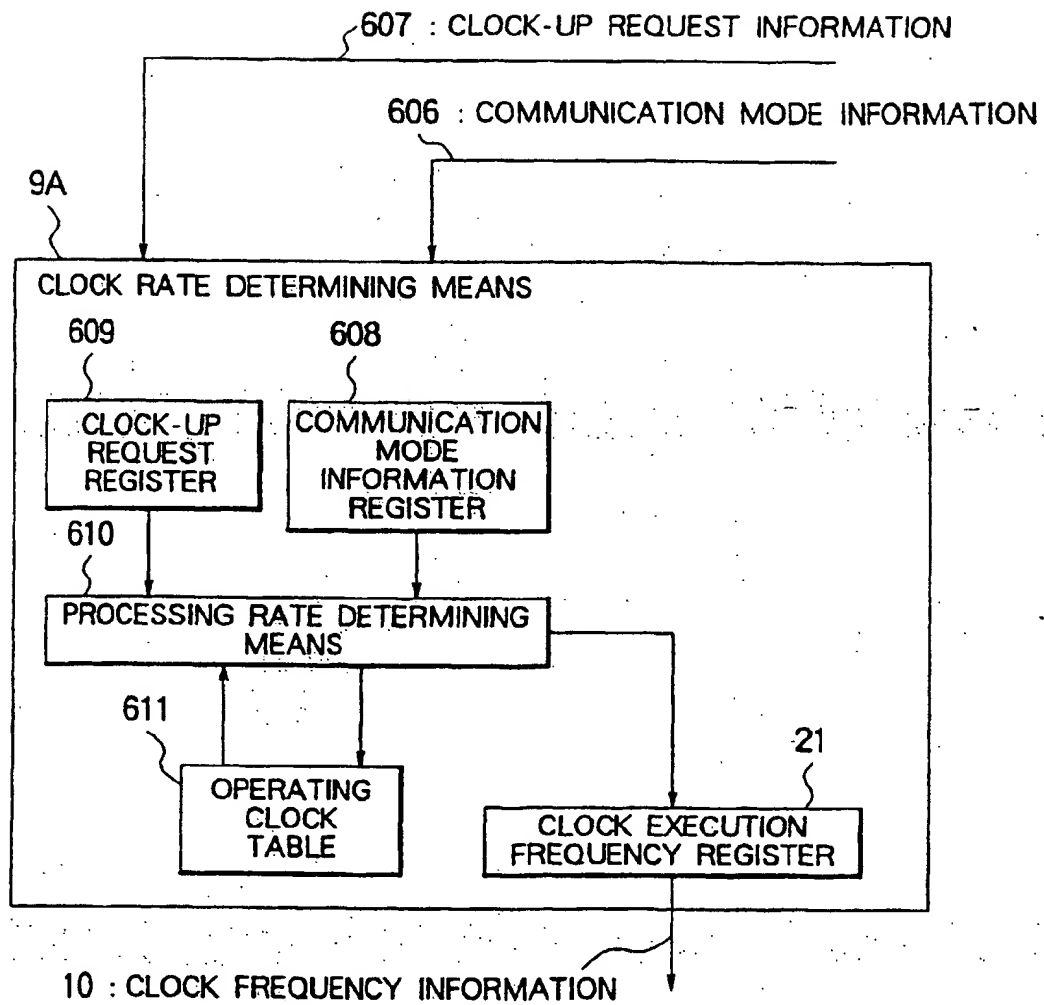 607 : CLOCK-UP REQUEST INFORMATION
606 : COMMUNICATION MODE INFORMATION
9A
CLOCK RATE DETERMINING MEANS
609
608
CLOCK-UP
REQUEST
REGISTER
COMMUNICATION
MODE
INFORMATION
REGISTER
610
PROCESSING RATE DETERMINING
MEANS
611
OPERATING
CLOCK
TABLE
21
CLOCK EXECUTION
FREQUENCY REGISTER
10 : CLOCK FREQUENCY INFORMATION